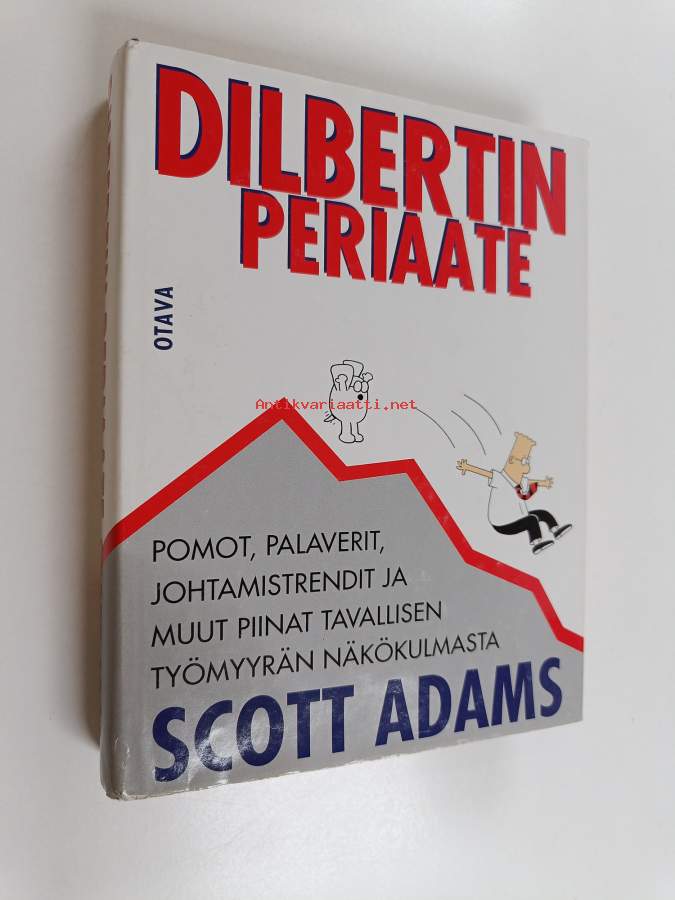 DILBERTIN
PERIAATE
OTAVA
Antikvariaatti.net
POMOT, PALAVERIT,
JOHTAMISTRENDIT JA
MUUT PIINAT TAVALLISEN
TYÖMYYRÄN NÄKÖKULMASTA
SCOTT ADAMS